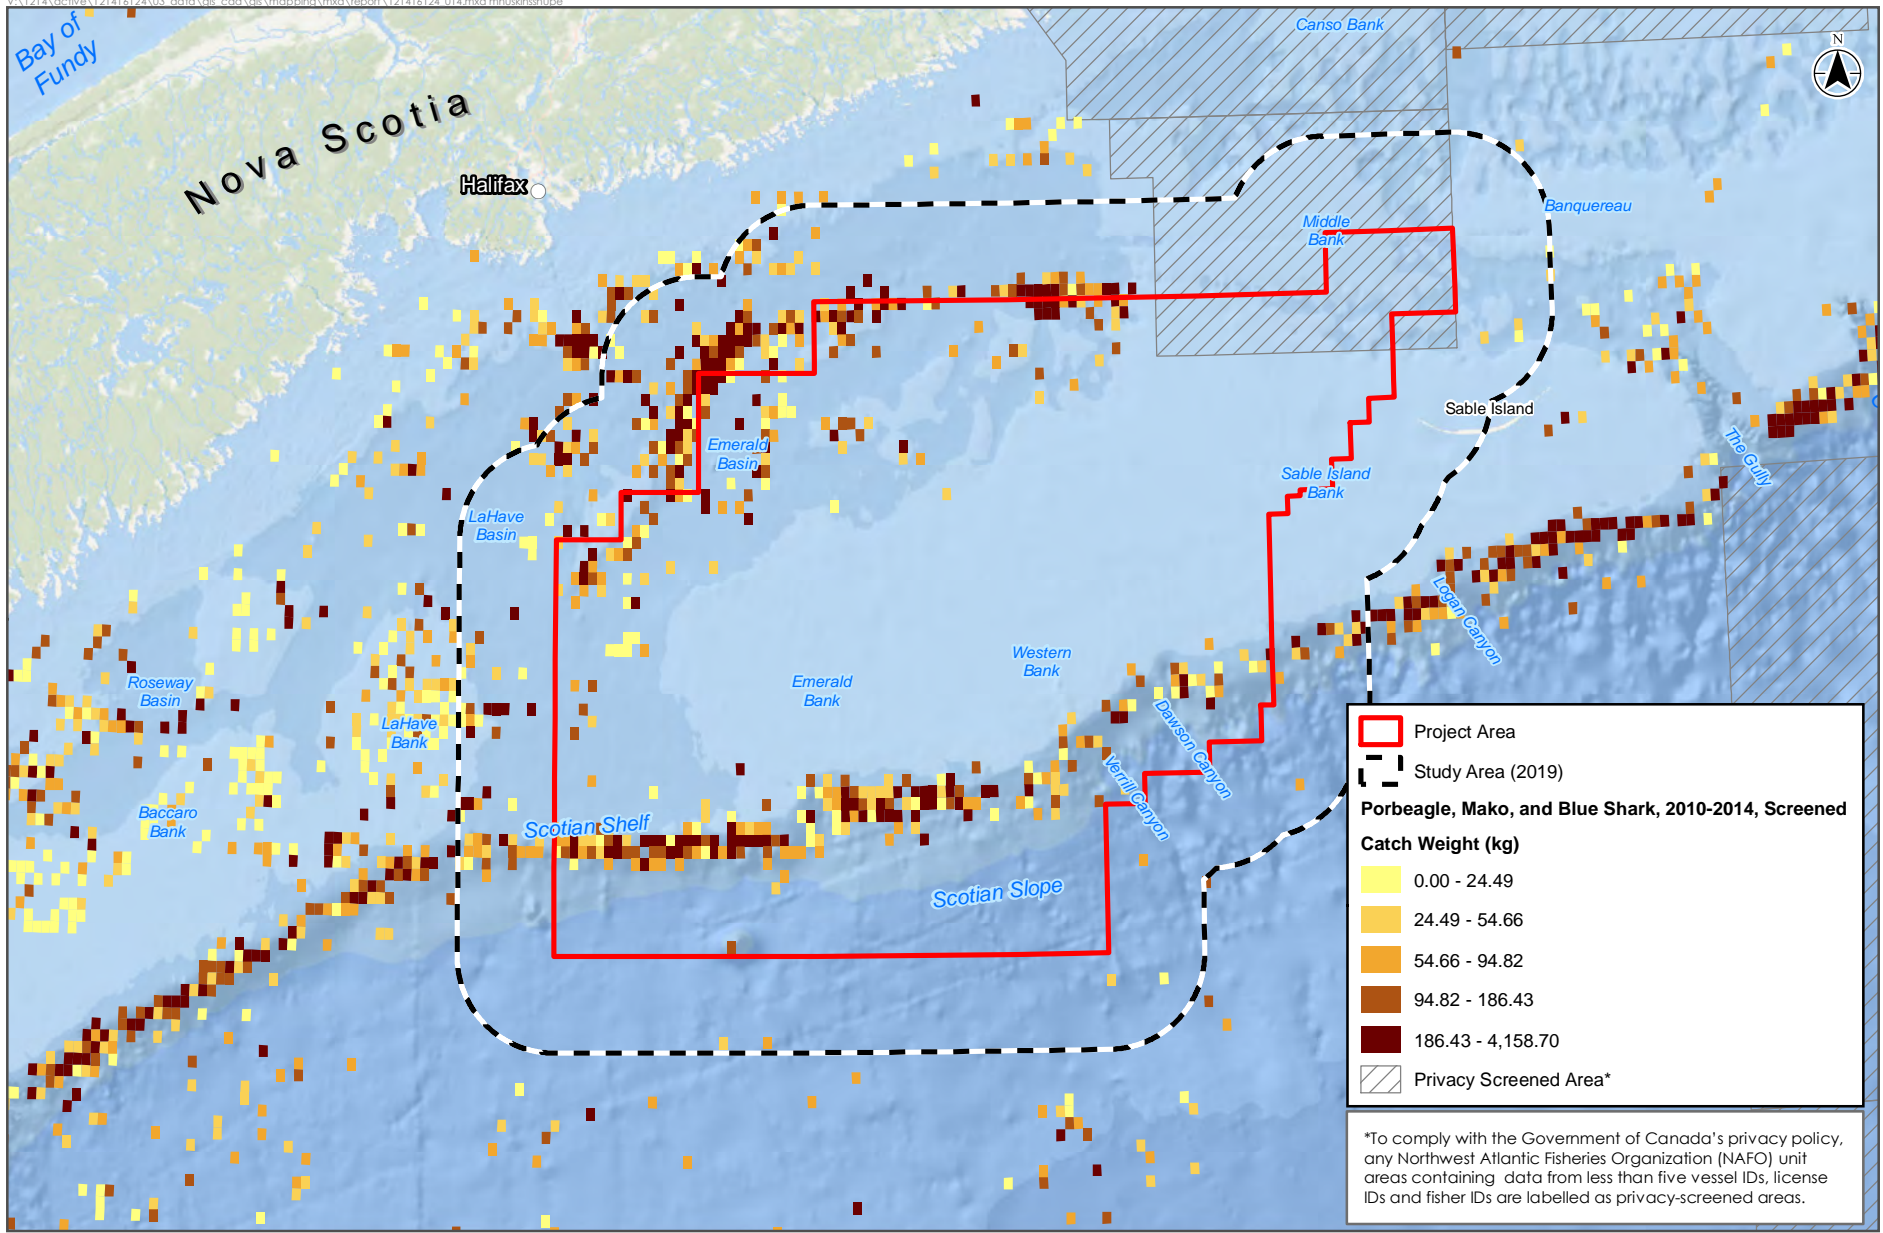 Bay of
Fundy
Nova Scotia
Halifax
Canso Bank
N
Middle
Bank
Banquereau
Sable Island
The Gully
Sable Island
Bank
Emerald
Basin
LaHave
Basin
Logan Canyon
Western
Bank
Emerald
Bank
Roseway
Basin
LaHave
Bank
Dawson Canyon
Verrill Canyon
Baccaro
Bank
Scotian Shelf
Scotian Slope
Project Area
Study Area (2019)
Porbeagle, Mako, and Blue Shark, 2010-2014, Screened
Catch Weight (kg)
0.00 - 24.49
24.49 - 54.66
54.66 - 94.82
94.82 - 186.43
186.43 - 4,158.70
Privacy Screened Area*
*To comply with the Government of Canada's privacy policy,
any Northwest Atlantic Fisheries Organization (NAFO) unit
areas containing data from less than five vessel IDs, license
IDs and fisher IDs are labelled as privacy-screened areas.